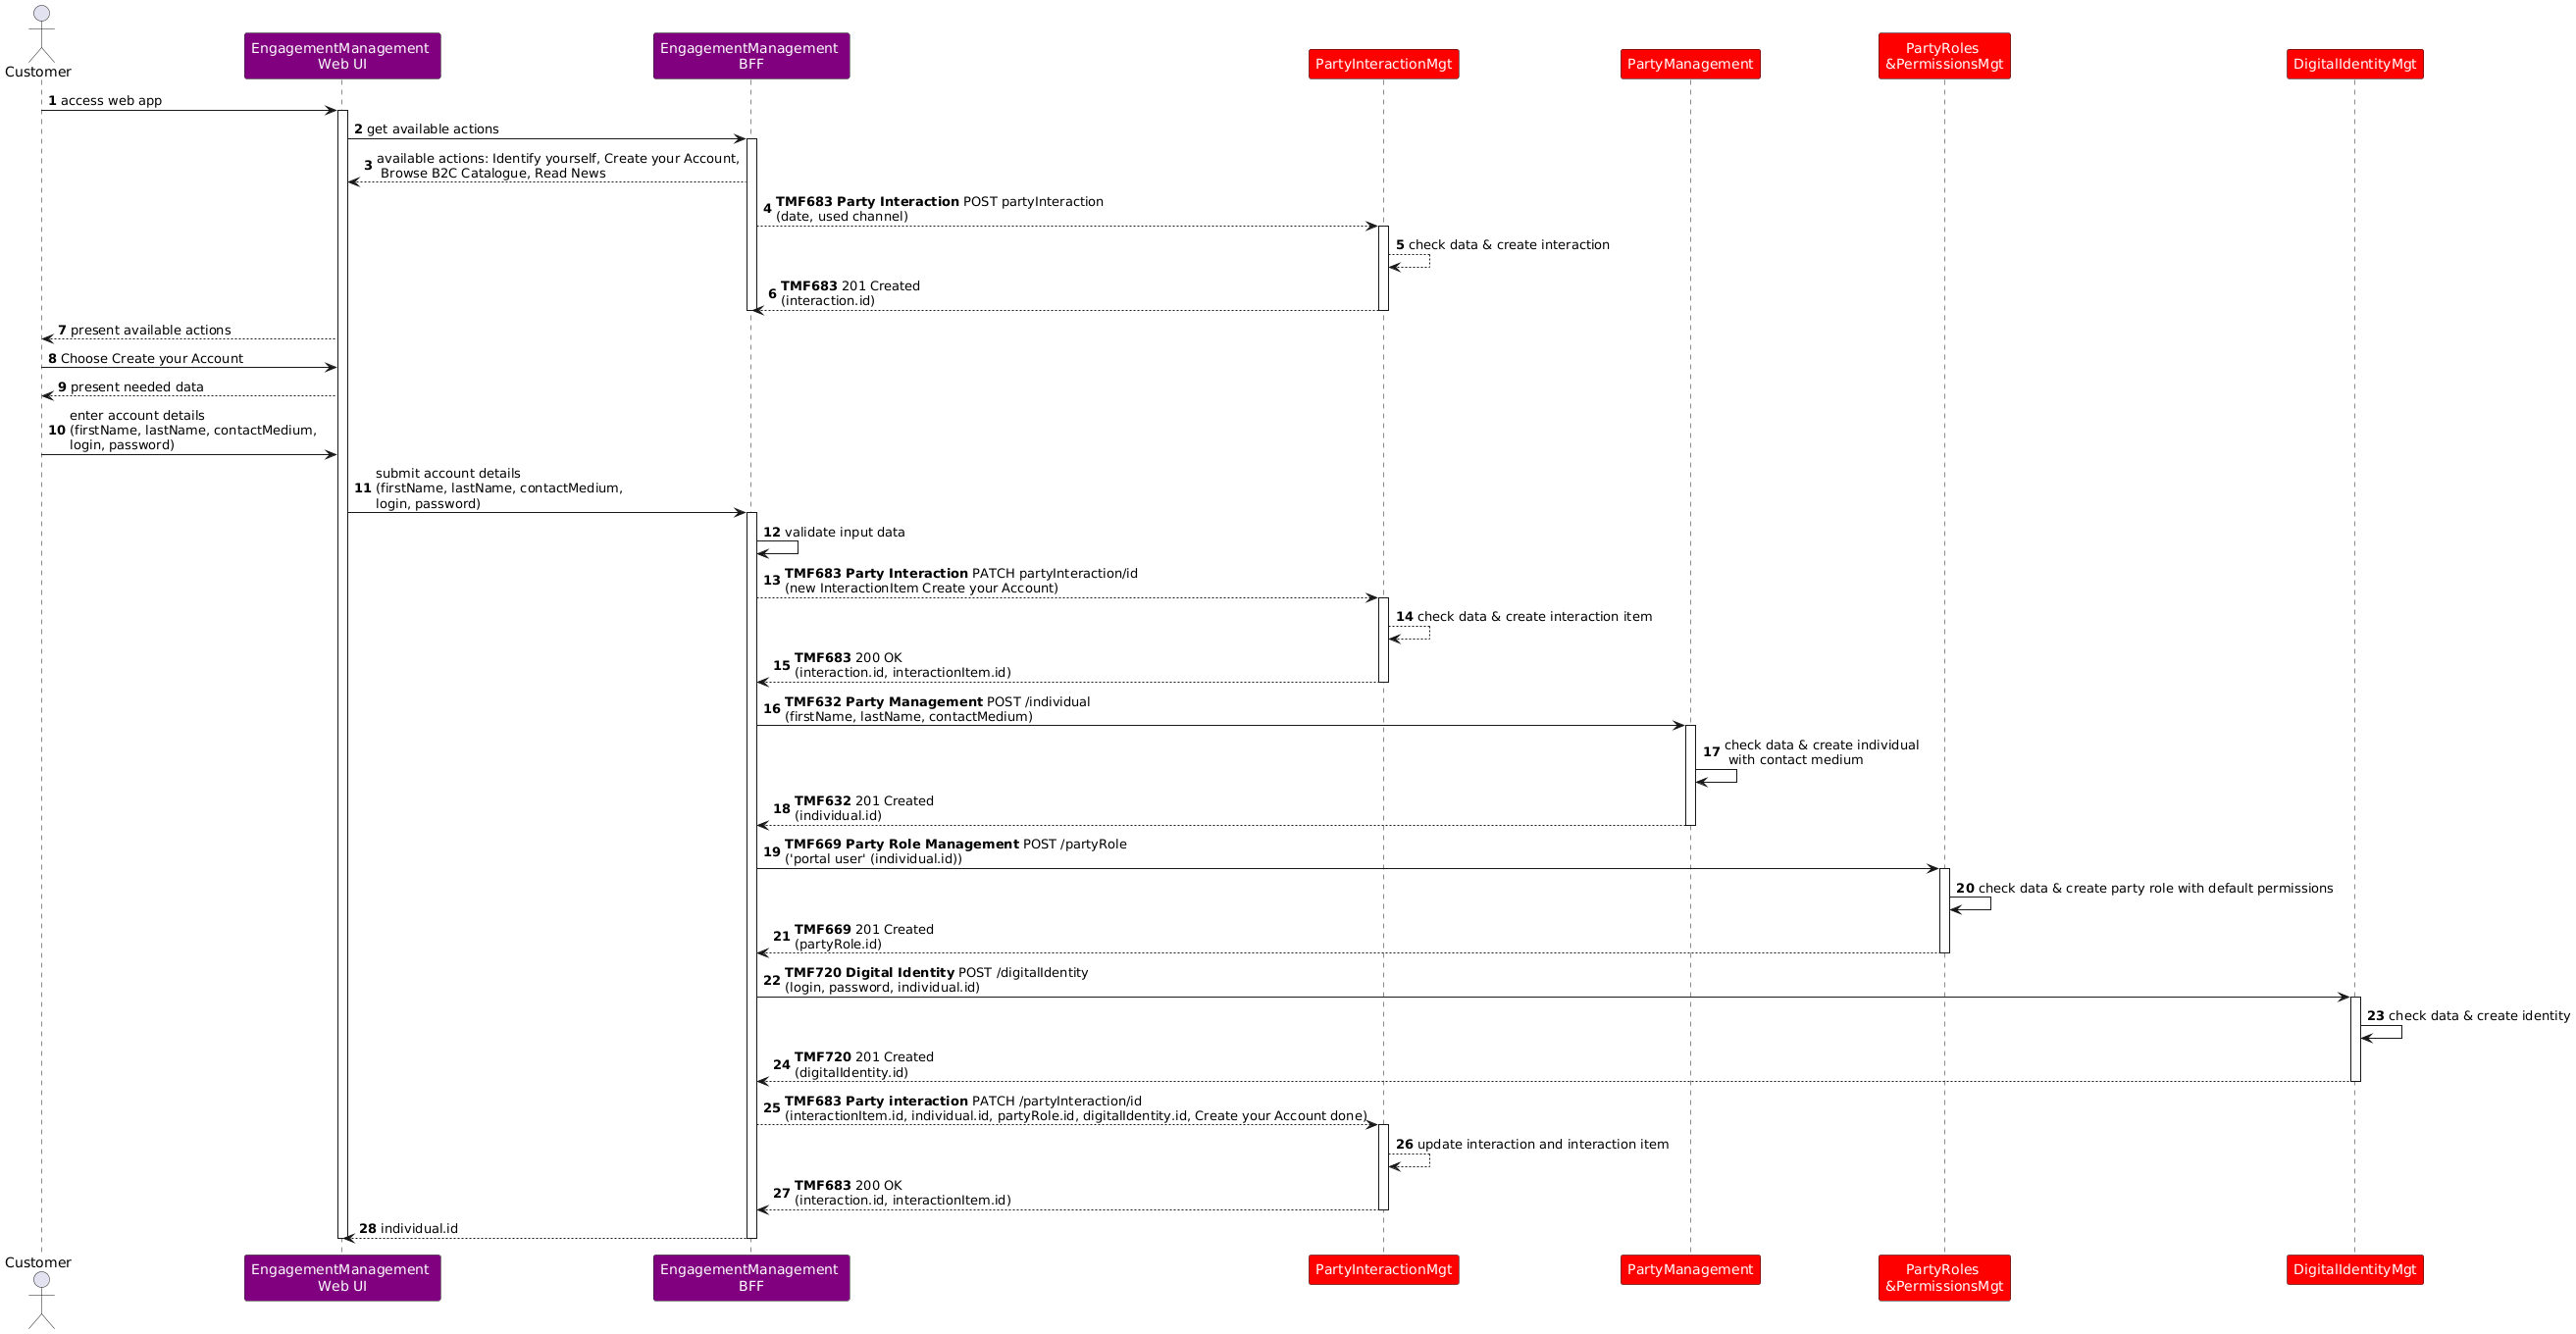 Customer
EngagementManagement
Web UI
EngagementManagement
BFF
PartyInteractionMgt
PartyManagement
PartyRoles
&PermissionsMgt
DigitalIdentityMgt
1 access web app
2 get available actions
3 available actions: Identify yourself, Create your Account,
Browse B2C Catalogue, Read News
4 TMF683 Party Interaction POST partyInteraction
(date, used channel)
5 check data & create interaction
6 TMF683 201 Created
(interaction.id)
7 present available actions
8 Choose Create your Account
9 present needed data
enter account details
10 (firstName, lastName, contactMedium,
login, password)
submit account details
11 (firstName, lastName, contactMedium,
login, password)
12 validate input data
13 TMF683 Party Interaction PATCH partyInteraction/id
(new InteractionItem Create your Account)
14 check data & create interaction item
15 TMF683 200 OK
(interaction.id, interactionItem.id)
16 TMF632 Party Management POST /individual
(firstName, lastName, contactMedium)
17 check data & create individual
with contact medium
18 TMF632 201 Created
(individual.id)
19 TMF669 Party Role Management POST /partyRole
('portal user' (individual.id))
20 check data & create party role with default permissions
21 TMF669 201 Created
(partyRole.id)
22 TMF720 Digital Identity POST /digitalIdentity
(login, password, individual.id)
23 check data & create identity
24 TMF720 201 Created
(digitalIdentity.id)
25 TMF683 Party interaction PATCH /partyInteraction/id
(interactionItem.id, individual.id, partyRole.id, digitalIdentity.id, Create your Account done)
26 update interaction and interaction item
27 TMF683 200 OK
(interaction.id, interactionItem.id)
28 individual.id
Customer
EngagementManagement
Web UI
EngagementManagement
BFF
PartyInteractionMgt
PartyManagement
PartyRoles
&PermissionsMgt
DigitalIdentityMgt